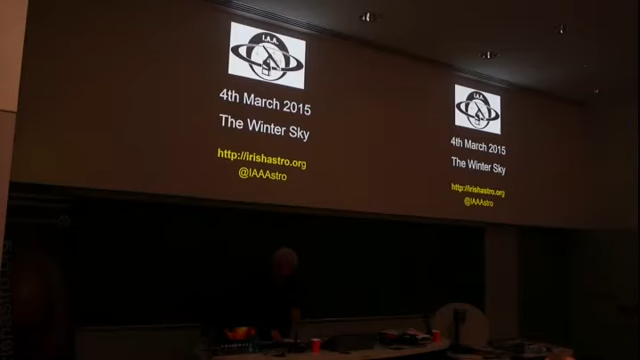 I.A.A.
4th March 2015
The Winter Sky
http://irishastro.org
@IAAAstro
I.A.A.
4th March 2015
The Winter Sky
http://irishastro.org
@IAAAstro